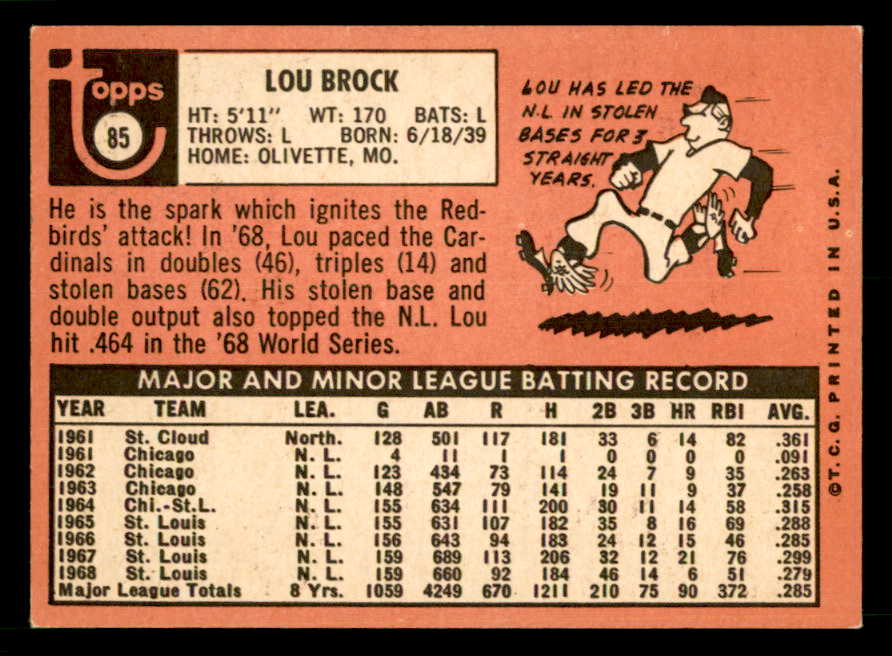 Topps
85
LOU BROCK
HT: 5'11" WT: 170 BATS: L
THROWS: L BORN: 6/18/39
HOME: OLIVETTE, MO.
LOU HAS LED THE
N.L. IN STOLEN
BASES FOR 3
STRAIGHT
YEARS.
He is the spark which ignites the Red-
birds' attack! In '68, Lou paced the Car-
dinals in doubles (46), triples (14) and
stolen bases (62). His stolen base and
double output also topped the N.L. Lou
hit .464 in the '68 World Series.
MAJOR AND MINOR LEAGUE BATTING RECORD
YEAR TEAM LEA. G AB R H 2B 3B HR RBI AVG.
1961 St. Cloud North. 128 501 117 181 33 6 14 82 .361
1961 Chicago N. L. 4 11 1 1 0 0 0 0 .091
1962 Chicago N. L. 123 434 73 114 24 7 9 35 .263
1963 Chicago N. L. 148 547 79 141 19 11 9 37 .258
1964 Chi.-St.L. N. L. 155 634 111 200 30 11 14 58 .315
1965 St. Louis N. L. 155 631 107 182 35 8 16 69 .288
1966 St. Louis N. L. 156 643 94 183 24 12 15 46 .285
1967 St. Louis N. L. 159 689 113 206 32 12 21 76 .299
1968 St. Louis N. L. 159 660 92 184 46 14 6 51 .279
Major League Totals 8 Yrs. 1059 4249 670 1211 210 75 90 372 .285
©T.C.G. PRINTED IN U.S.A.